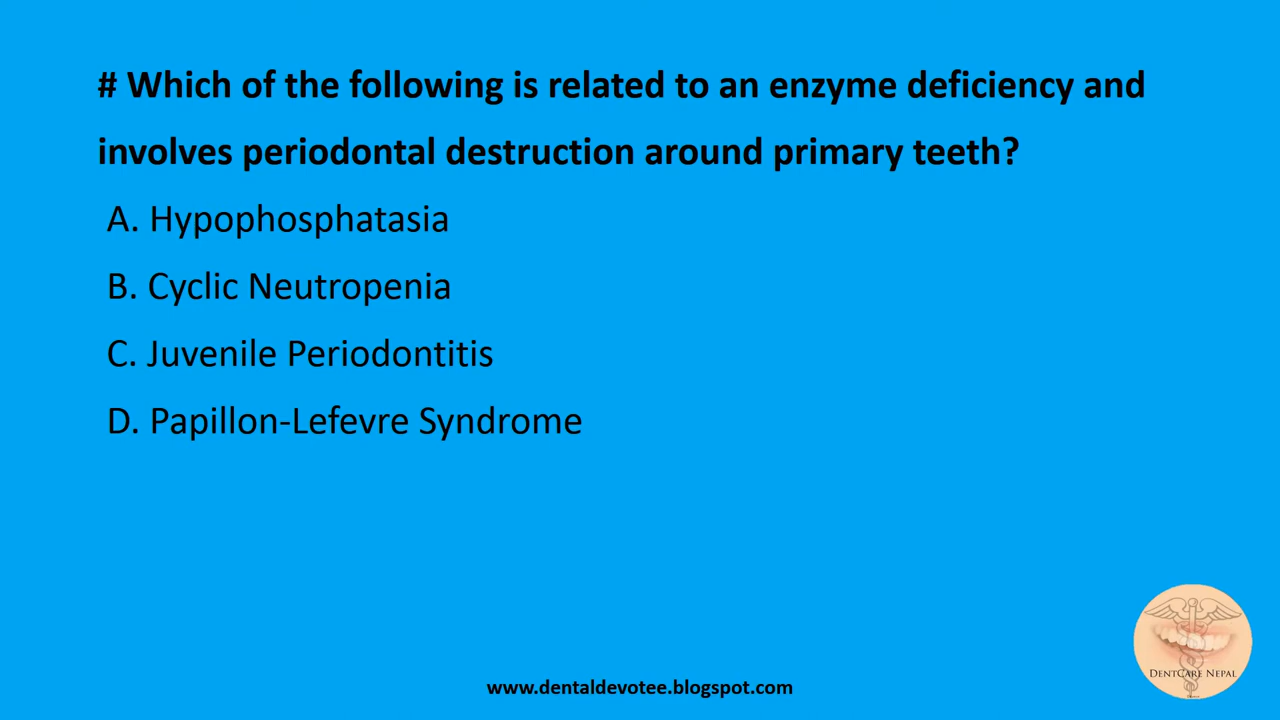 # Which of the following is related to an enzyme deficiency and
involves periodontal destruction around primary teeth?
A. Hypophosphatasia
B. Cyclic Neutropenia
C. Juvenile Periodontitis
D. Papillon-Lefevre Syndrome
DENTCARE NEPAL
www.dentaldevotee.blogspot.com